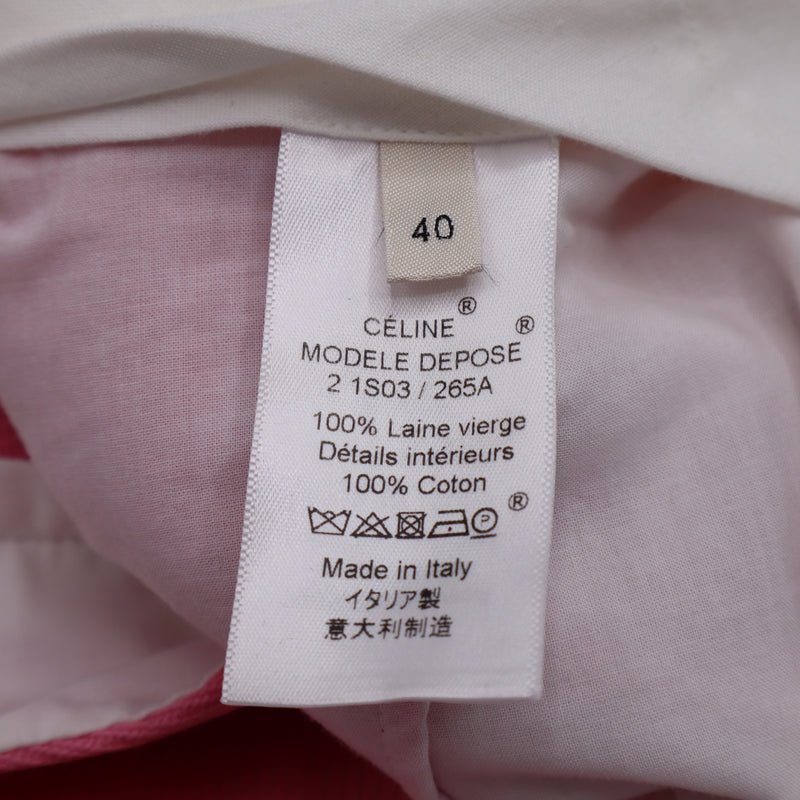 40
CÉLINE®
MODELE DEPOSE®
2 1S03 / 265A
100% Laine vierge
Détails intérieurs
100% Coton
P ®
Made in Italy
イタリア製
意大利制造